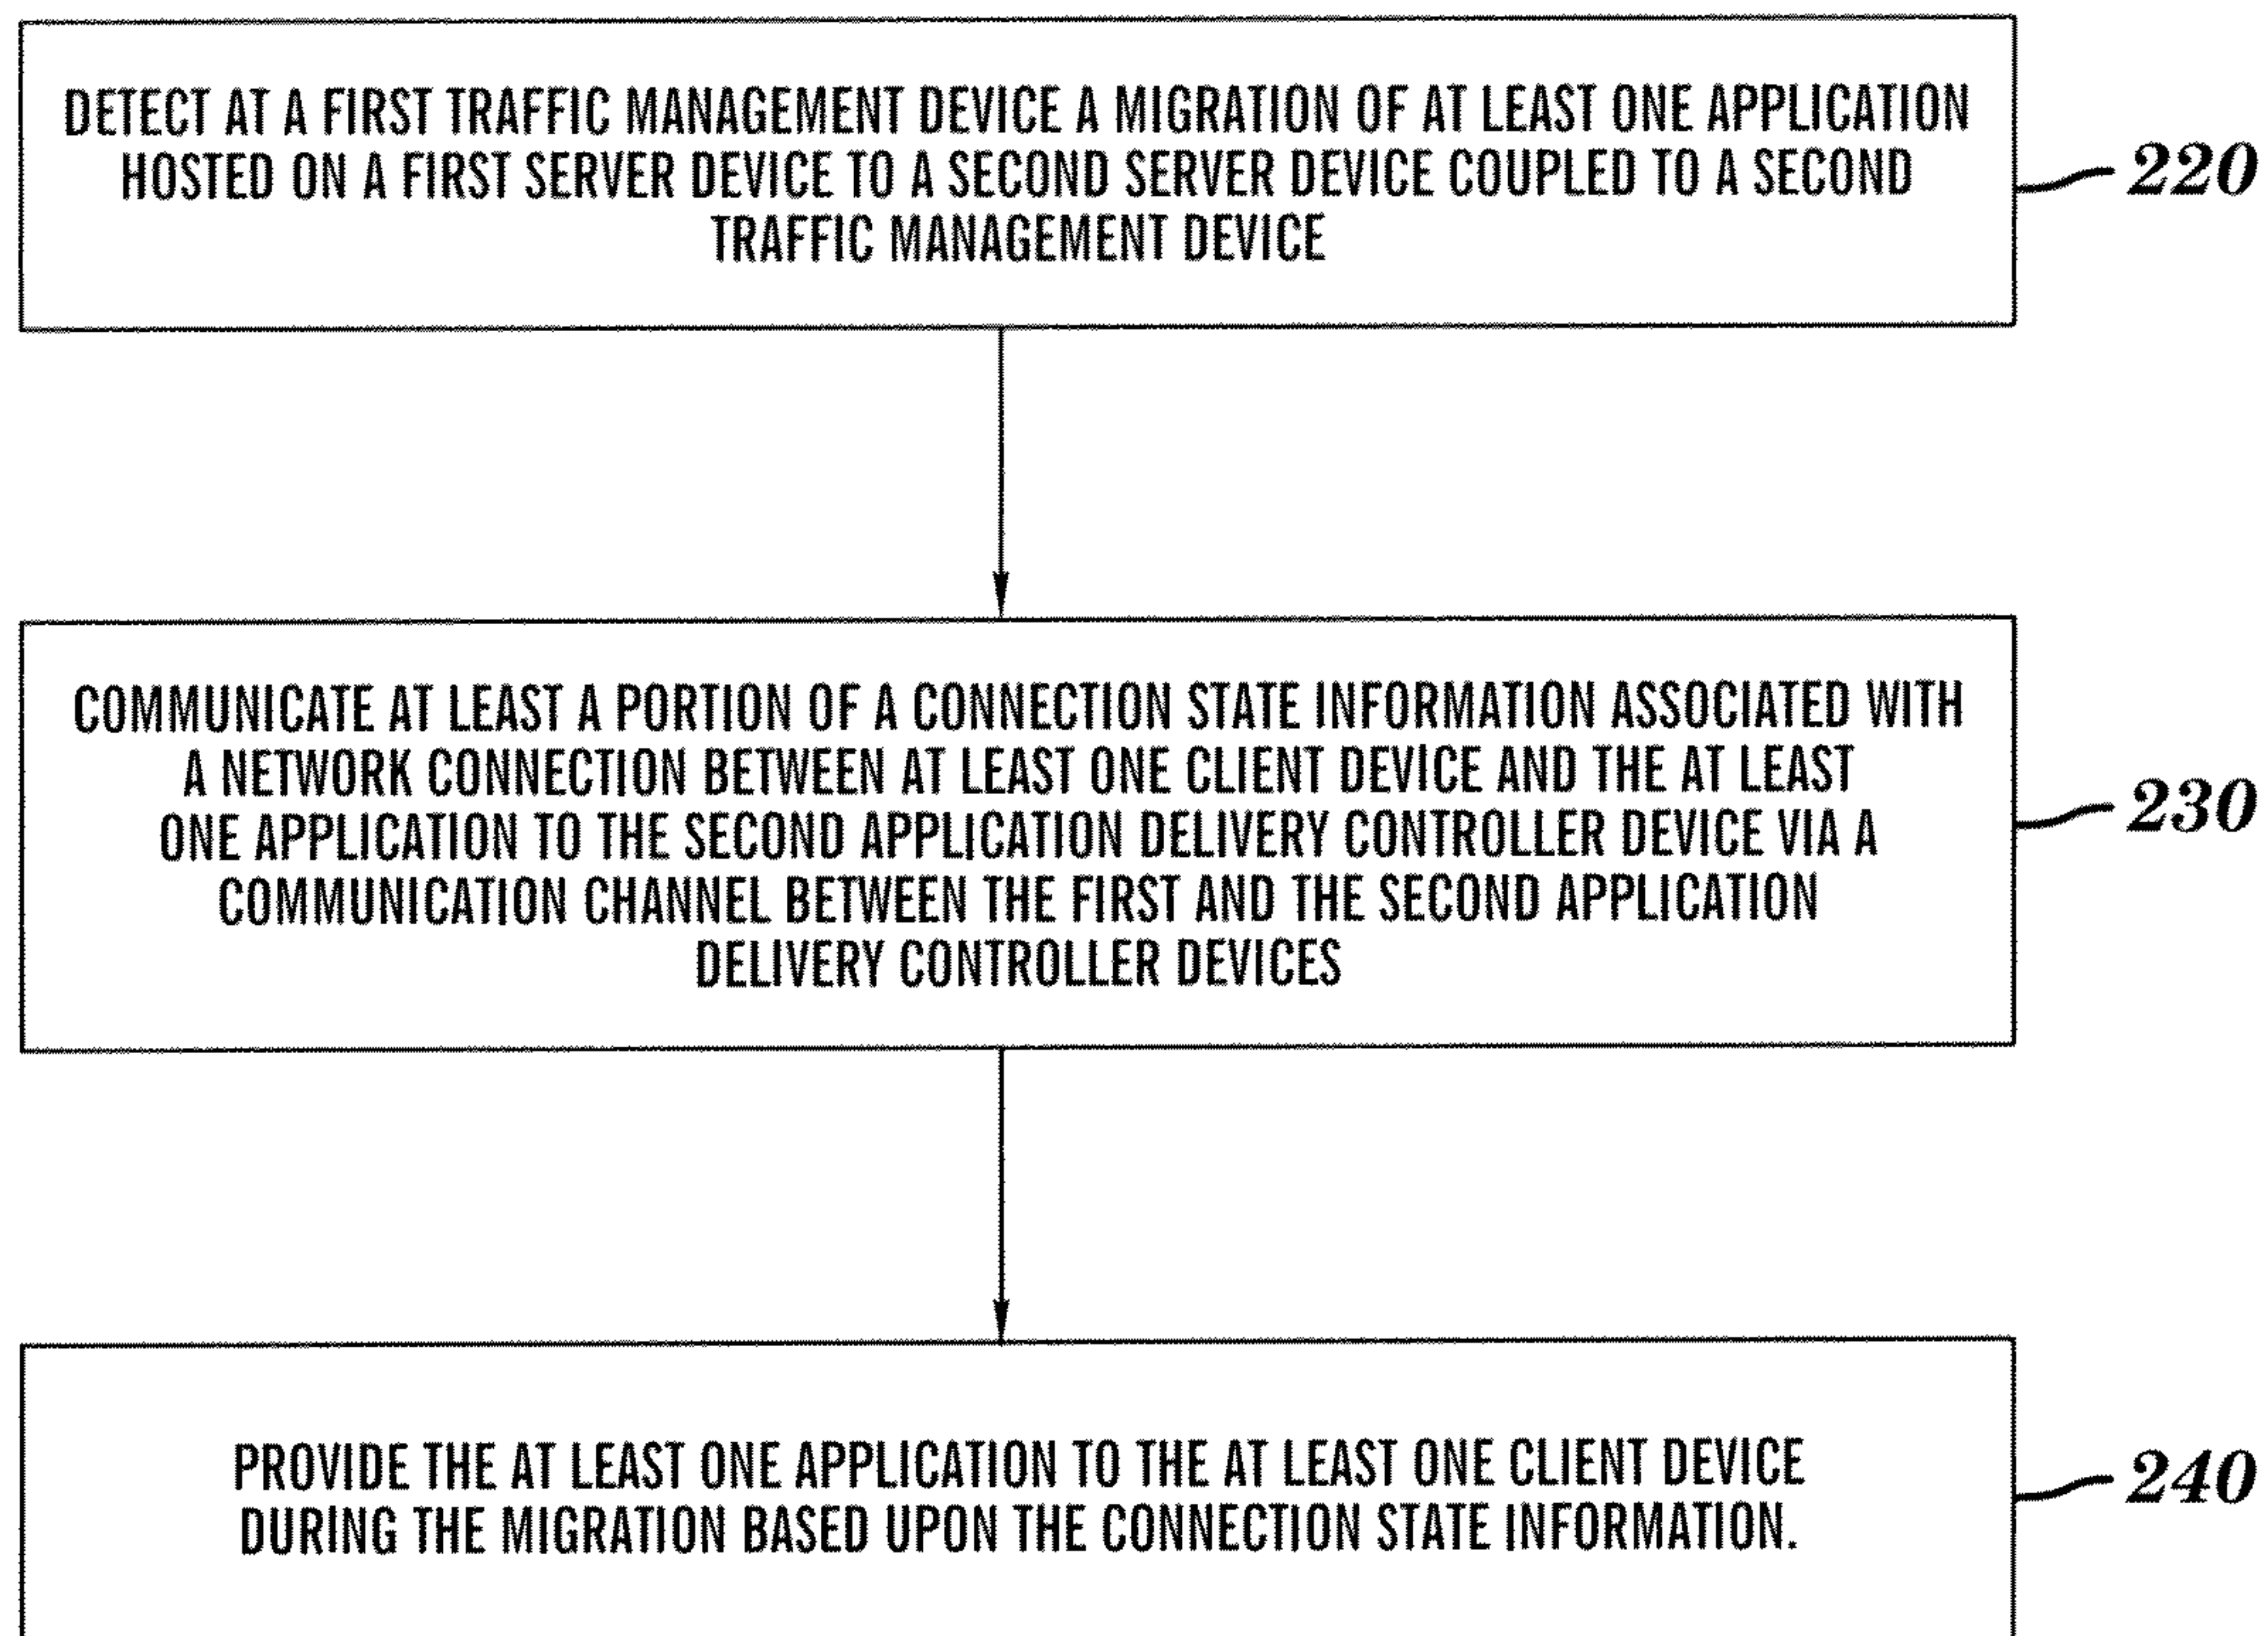 DETECT AT A FIRST TRAFFIC MANAGEMENT DEVICE A MIGRATION OF AT LEAST ONE APPLICATION
HOSTED ON A FIRST SERVER DEVICE TO A SECOND SERVER DEVICE COUPLED TO A SECOND
TRAFFIC MANAGEMENT DEVICE
220
COMMUNICATE AT LEAST A PORTION OF A CONNECTION STATE INFORMATION ASSOCIATED WITH
A NETWORK CONNECTION BETWEEN AT LEAST ONE CLIENT DEVICE AND THE AT LEAST
ONE APPLICATION TO THE SECOND APPLICATION DELIVERY CONTROLLER DEVICE VIA A
COMMUNICATION CHANNEL BETWEEN THE FIRST AND THE SECOND APPLICATION
DELIVERY CONTROLLER DEVICES
230
PROVIDE THE AT LEAST ONE APPLICATION TO THE AT LEAST ONE CLIENT DEVICE
DURING THE MIGRATION BASED UPON THE CONNECTION STATE INFORMATION.
240